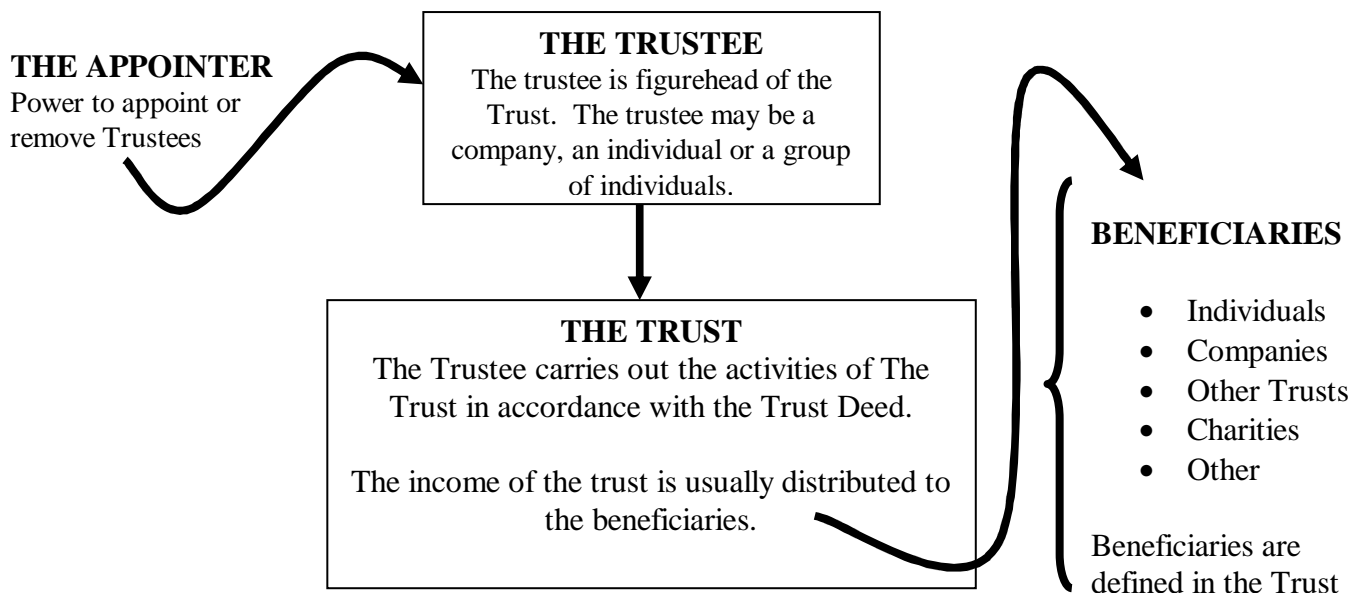 THE APPOINTER
Power to appoint or
remove Trustees
THE TRUSTEE
The trustee is figurehead of the
Trust.  The trustee may be a
company, an individual or a group
of individuals.
THE TRUST
The Trustee carries out the activities of The
Trust in accordance with the Trust Deed.
The income of the trust is usually distributed to
the beneficiaries.
BENEFICIARIES
• Individuals
• Companies
• Other Trusts
• Charities
• Other
Beneficiaries are
defined in the Trust